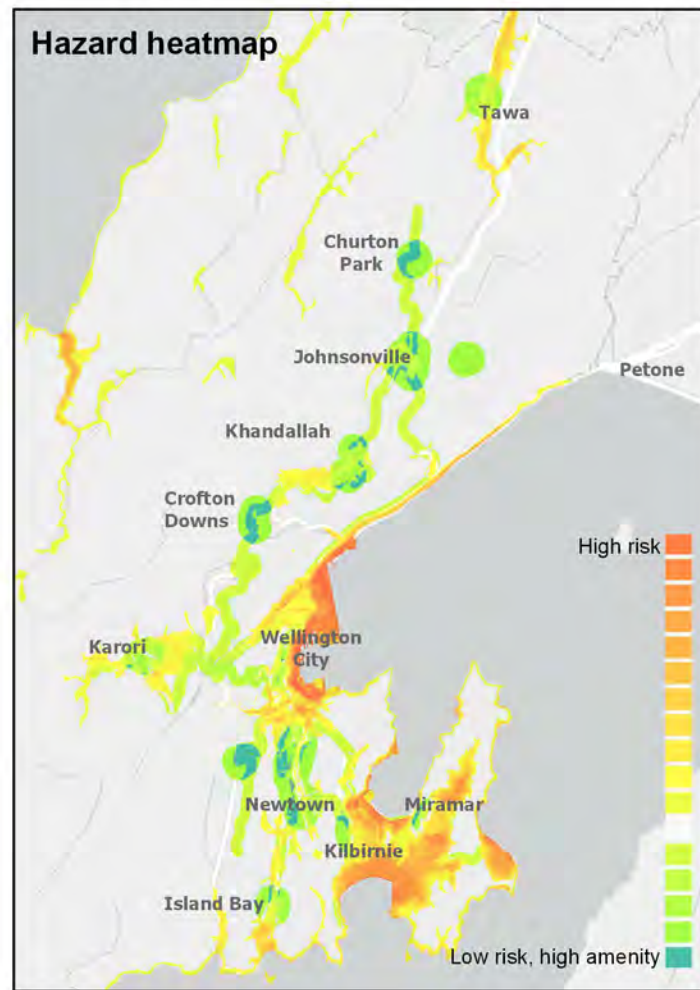 Hazard heatmap
Tawa
Churton
Park
Johnsonville
Petone
Khandallah
Crofton
Downs
High risk
Karori
Wellington
City
Newtown
Miramar
Kilbirnie
Island Bay
Low risk, high amenity